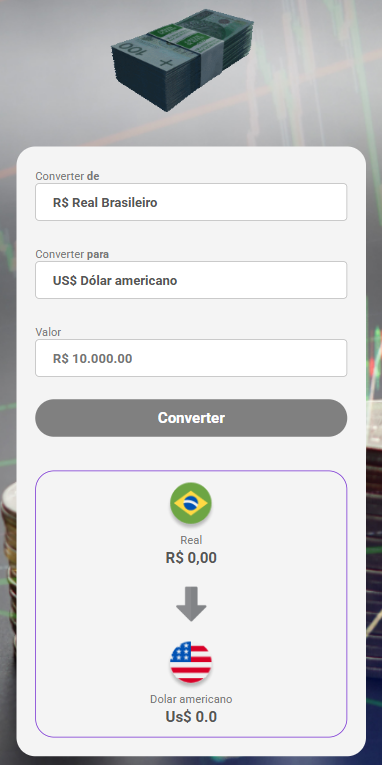 100
Converter de
R$ Real Brasileiro
Converter para
US$ Dólar americano
Valor
R$ 10.000.00
Converter
Real
R$ 0,00
Dolar americano
Us$ 0.0